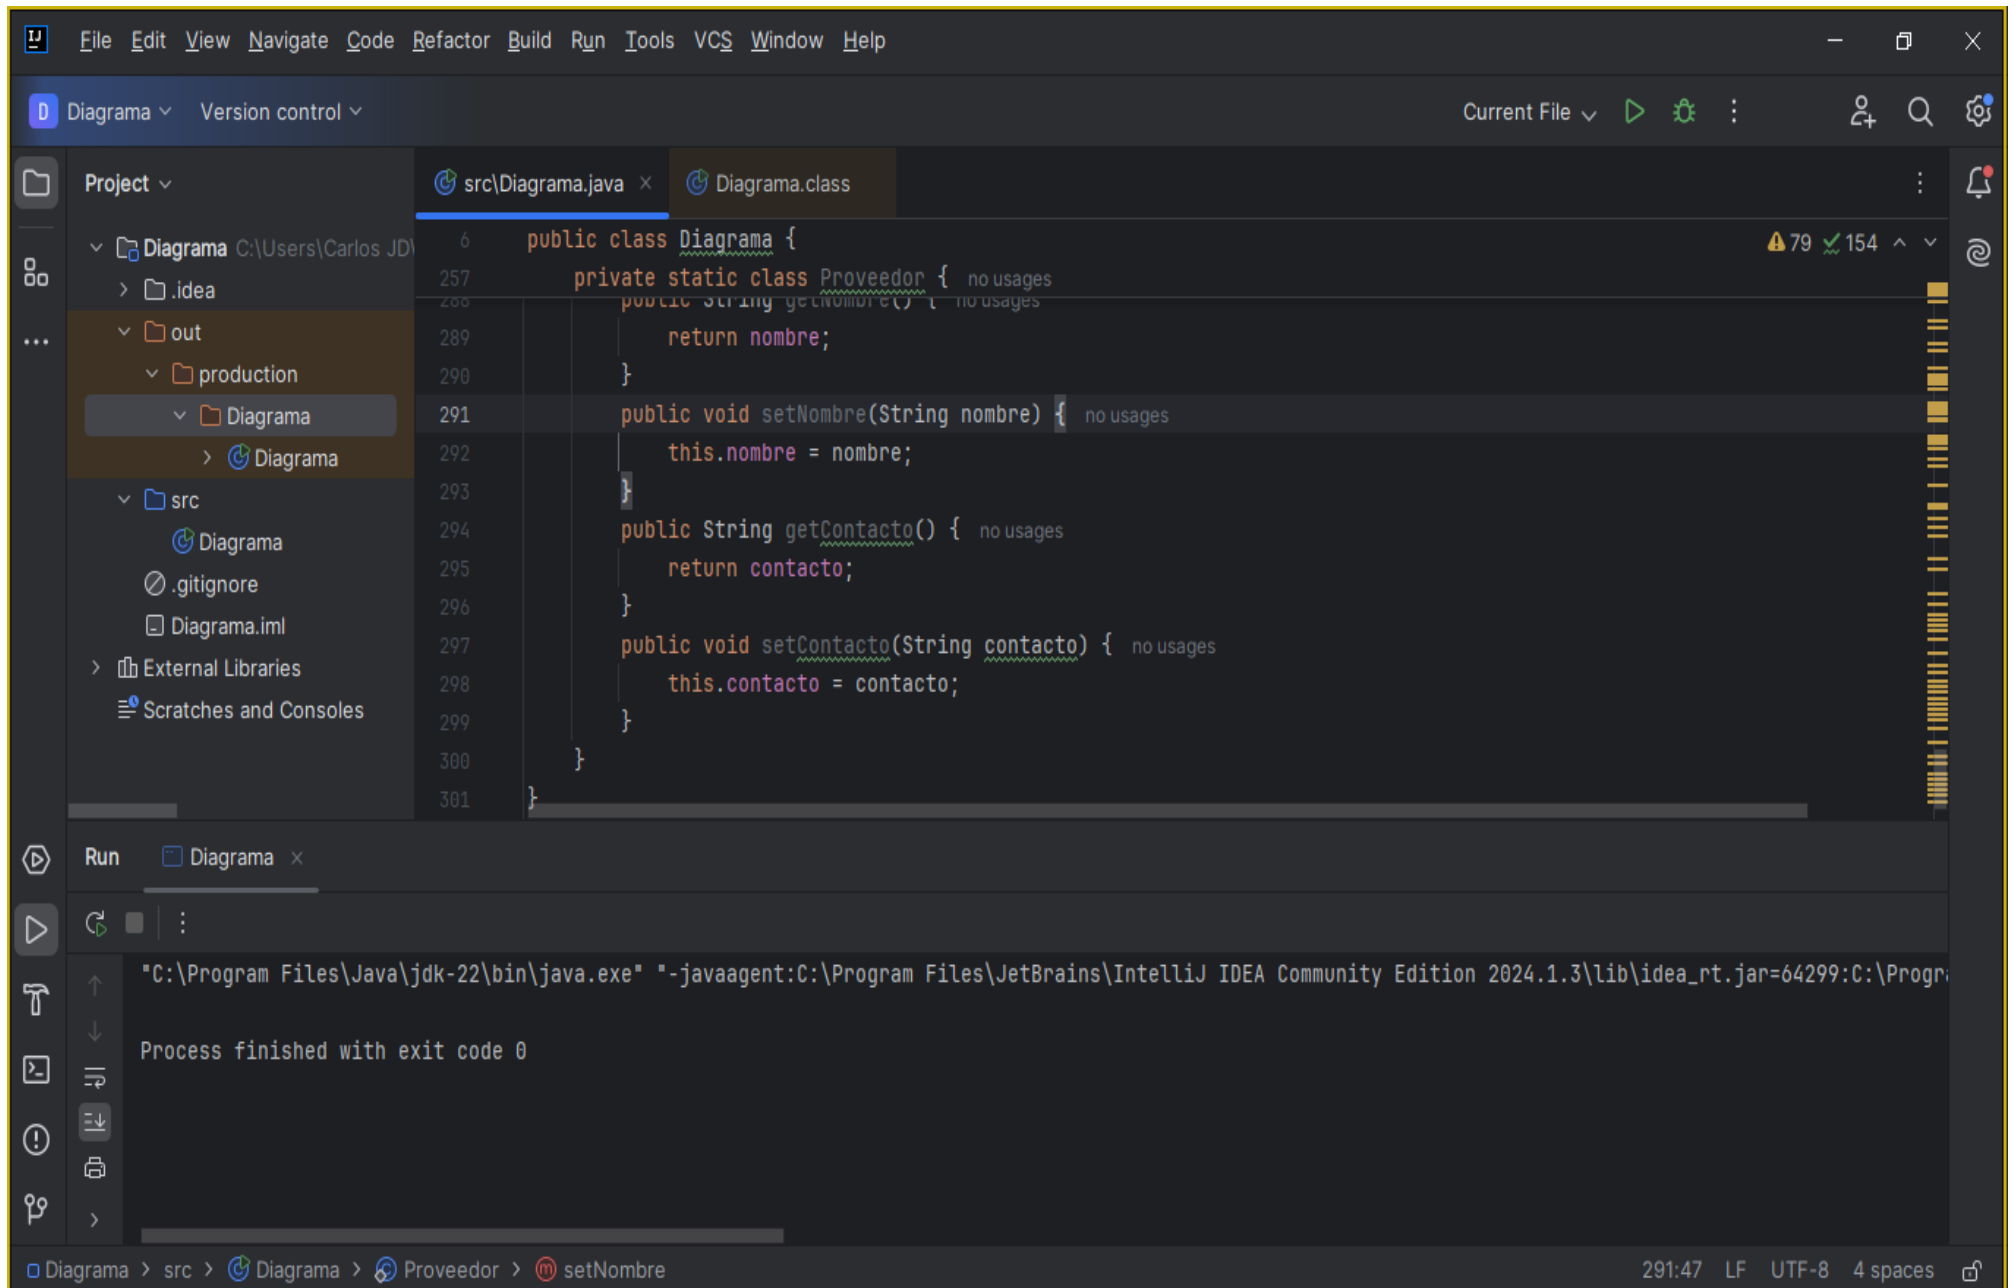 IJ File Edit View Navigate Code Refactor Build Run Tools VCS Window Help
D Diagrama Version control Current File
Project
src\Diagrama.java
Diagrama.class
Diagrama C:\Users\Carlos JD\
.idea
out
production
Diagrama
Diagrama
src
Diagrama
.gitignore
Diagrama.iml
External Libraries
Scratches and Consoles
79 154
6 public class Diagrama {
257 private static class Proveedor { no usages
288 public String getNombre() { no usages
289 return nombre;
290 }
291 public void setNombre(String nombre) { no usages
292 this.nombre = nombre;
293 }
294 public String getContacto() { no usages
295 return contacto;
296 }
297 public void setContacto(String contacto) { no usages
298 this.contacto = contacto;
299 }
300 }
301 }
Run Diagrama
"C:\Program Files\Java\jdk-22\bin\java.exe" "-javaagent:C:\Program Files\JetBrains\IntelliJ IDEA Community Edition 2024.1.3\lib\idea_rt.jar=64299:C:\Progra
Process finished with exit code 0
Diagrama > src > Diagrama > Proveedor > m setNombre 291:47 LF UTF-8 4 spaces